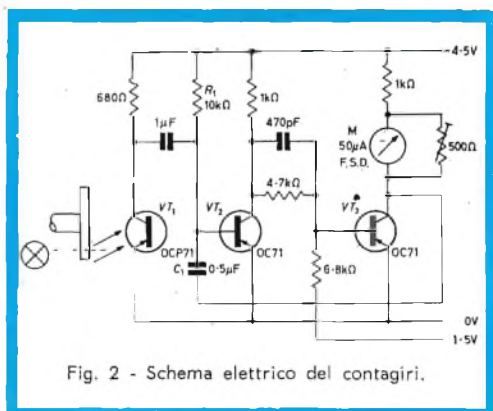 -4·5V
680Ω
R₁
10kΩ
1kΩ
1kΩ
1μF
470pF
M
50μA
F.S.D.
500Ω
4·7kΩ
VT₁
VT₂
VT₃
OCP71
OC71
OC71
C₁
0·5μF
6·8kΩ
0V
1·5V
Fig. 2 - Schema elettrico del contagiri.